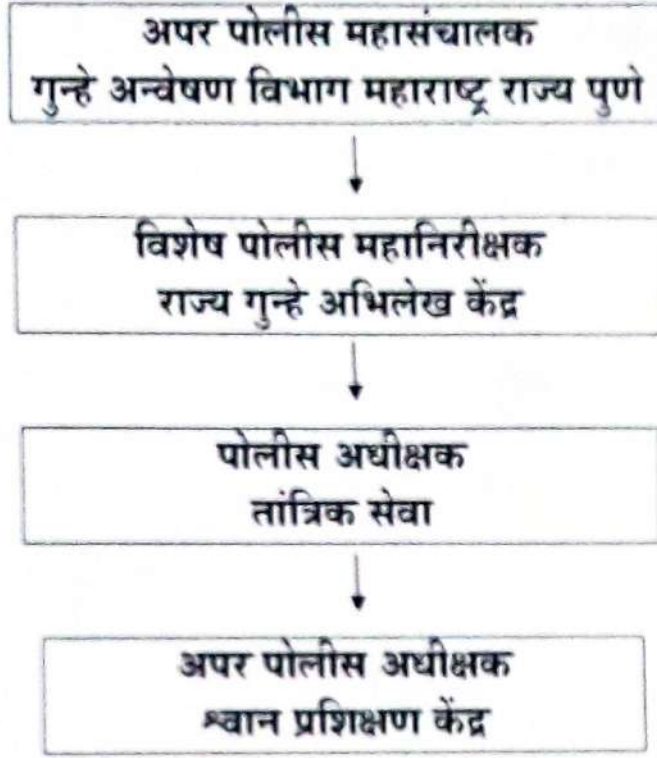 अपर पोलीस महासंचालक
गुन्हे अन्वेषण विभाग महाराष्ट्र राज्य पुणे
विशेष पोलीस महानिरीक्षक
राज्य गुन्हे अभिलेख केंद्र
पोलीस अधीक्षक
तांत्रिक सेवा
अपर पोलीस अधीक्षक
श्वान प्रशिक्षण केंद्र